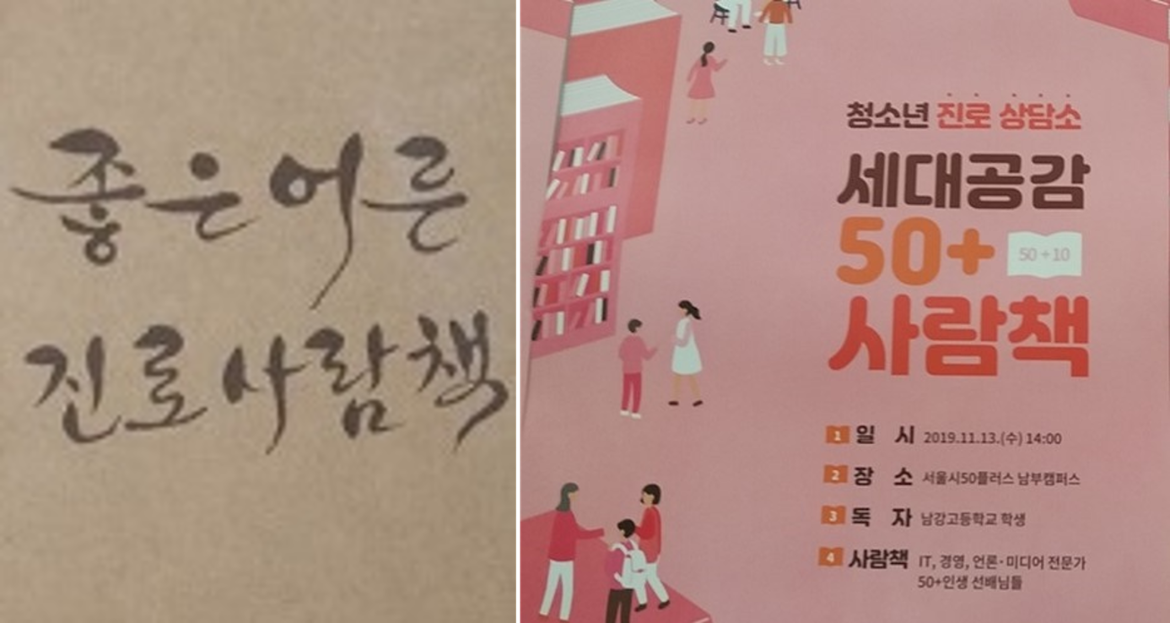 좋은어른
진로사람책
청소년 진로 상담소
세대공감
50+
50+10
사람책
1 일 시 2019.11.13.(수) 14:00
2 장 소 서울시50플러스 남부캠퍼스
3 독 자 남강고등학교 학생
4 사람책 IT, 경영, 언론·미디어 전문가
50+인생 선배님들